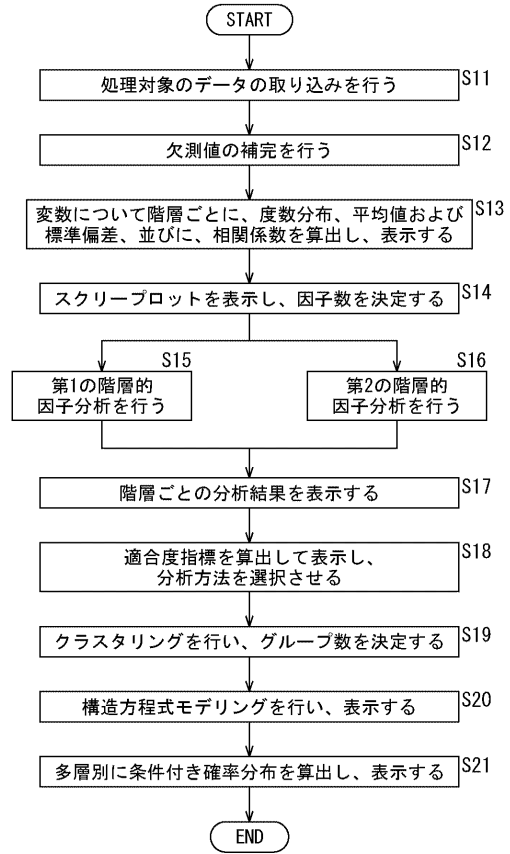 START
処理対象のデータの取り込みを行う
S11
欠測値の補完を行う
S12
変数について階層ごとに、度数分布、平均値および
標準偏差、並びに、相関係数を算出し、表示する
S13
スクリープロットを表示し、因子数を決定する
S14
S15
第1の階層的
因子分析を行う
S16
第2の階層的
因子分析を行う
階層ごとの分析結果を表示する
S17
適合度指標を算出して表示し、
分析方法を選択させる
S18
クラスタリングを行い、グループ数を決定する
S19
構造方程式モデリングを行い、表示する
S20
多層別に条件付き確率分布を算出し、表示する
S21
END